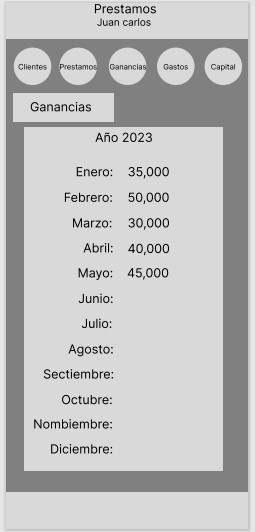 Prestamos
Juan carlos
Clientes Prestamos Ganancias Gastos Capital
Ganancias
Año 2023
Enero: 35,000
Febrero: 50,000
Marzo: 30,000
Abril: 40,000
Mayo: 45,000
Junio:
Julio:
Agosto:
Sectiembre:
Octubre:
Nombiembre:
Diciembre: